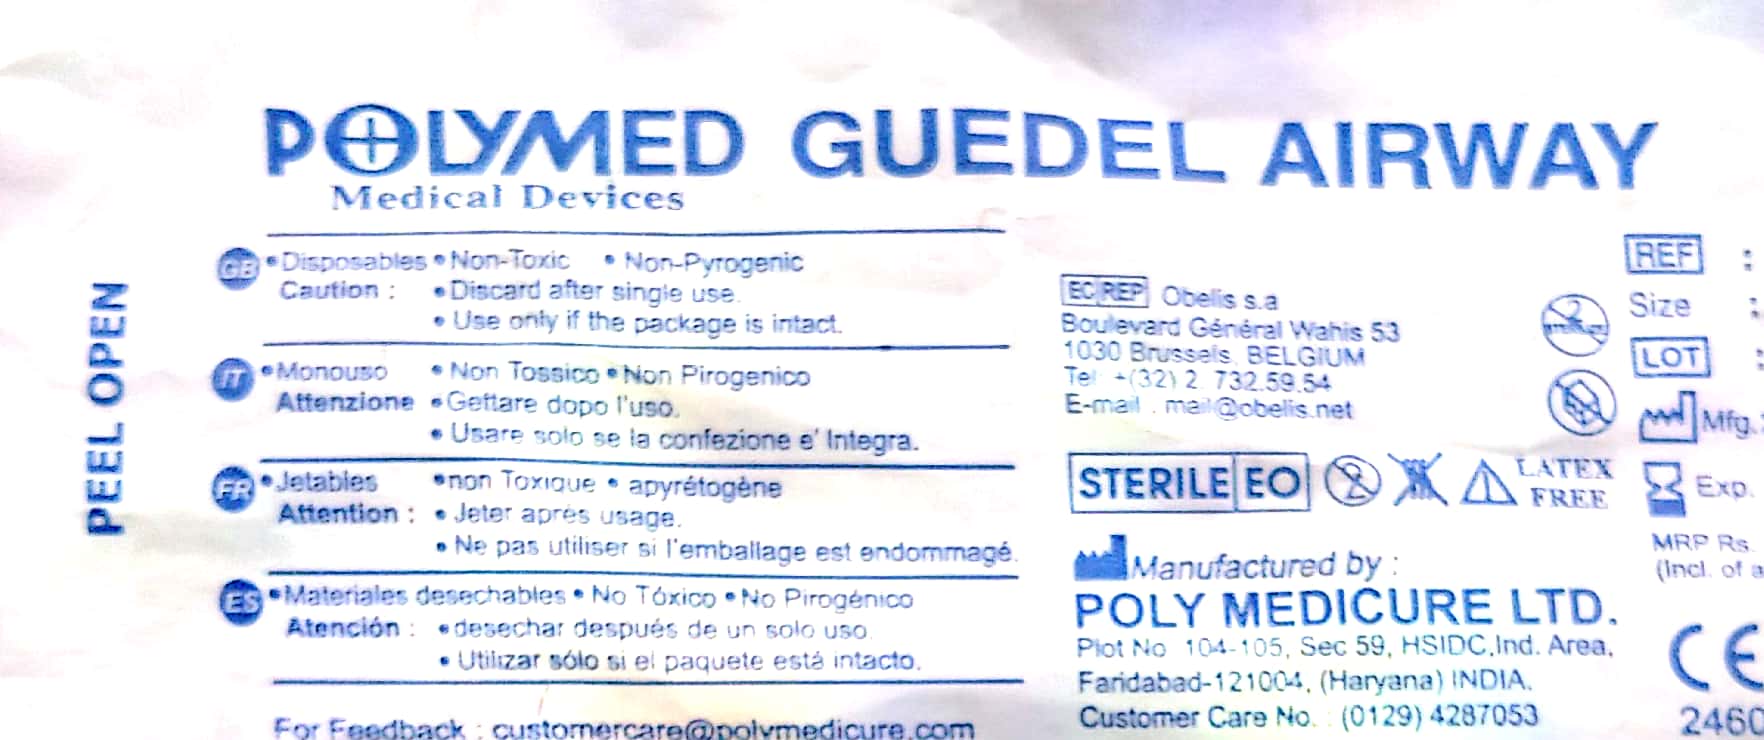 POLYMED GUEDEL AIRWAY
Medical Devices
PEEL OPEN
GB • Disposables • Non-Toxic • Non-Pyrogenic
Caution : • Discard after single use.
• Use only if the package is intact.
IT • Monouso • Non Tossico • Non Pirogenico
Attenzione • Gettare dopo l'uso.
• Usare solo se la confezione e' Integra.
FR • Jetables • non Toxique • apyrétogène
Attention : • Jeter aprés usage.
• Ne pas utiliser si l'emballage est endommagé.
ES • Materiales desechables • No Tóxico • No Pirogénico
Atención : • desechar después de un solo uso.
• Utilizar sólo si el paquete está intacto.
For Feedback : customercare@polymedicure.com
EC REP Obelis s.a
Boulevard Général Wahis 53
1030 Brussels, BELGIUM
Tel: +(32) 2. 732.59.54
E-mail : mail@obelis.net
STERILE EO 2 LATEX
FREE
Manufactured by :
POLY MEDICURE LTD.
Plot No. 104-105, Sec 59, HSIDC,Ind. Area,
Faridabad-121004, (Haryana) INDIA.
Customer Care No. : (0129) 4287053
REF :
Size :
LOT :
Mfg. :
Exp.
MRP Rs.
(Incl. of a
CE
2460